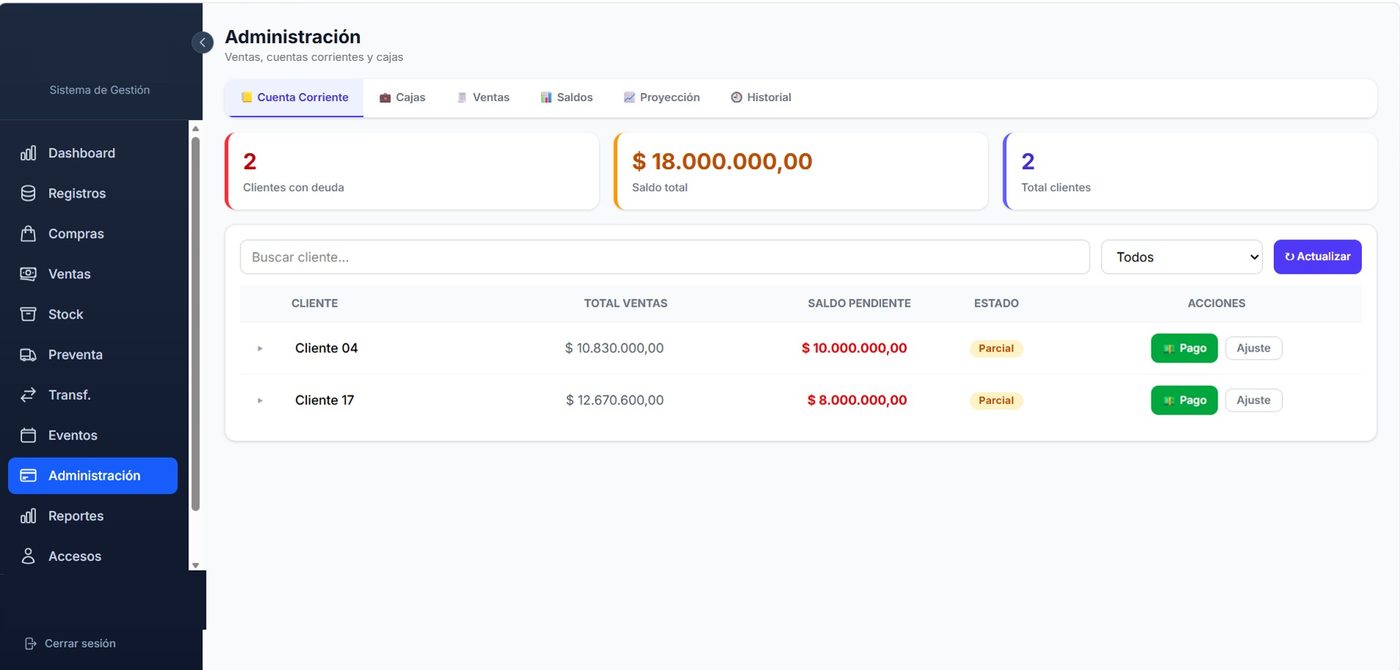 Sistema de Gestión
Dashboard
Registros
Compras
Ventas
Stock
Preventa
Transf.
Eventos
Administración
Reportes
Accesos
Cerrar sesión
Administración
Ventas, cuentas corrientes y cajas
Cuenta Corriente Cajas Ventas Saldos Proyección Historial
2
Clientes con deuda
$ 18.000.000,00
Saldo total
2
Total clientes
Buscar cliente... Todos Actualizar
CLIENTE TOTAL VENTAS SALDO PENDIENTE ESTADO ACCIONES
Cliente 04 $ 10.830.000,00 $ 10.000.000,00 Parcial Pago Ajuste
Cliente 17 $ 12.670.600,00 $ 8.000.000,00 Parcial Pago Ajuste